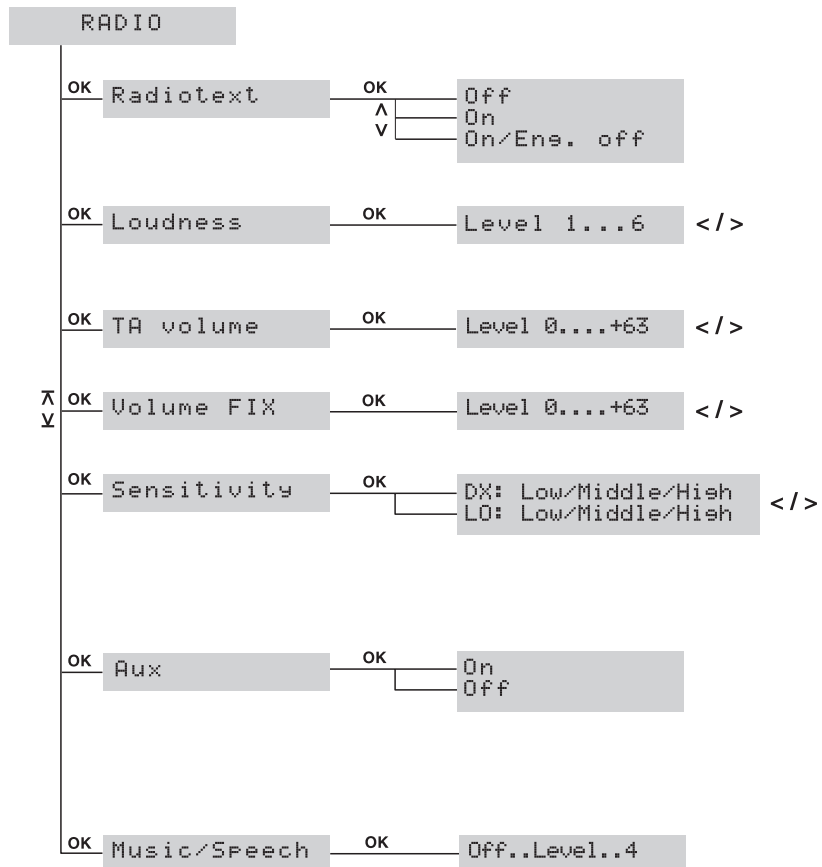 RADIO
OK Radiotext OK Off
On
On/Eng. off
OK Loudness OK Level 1...6 < / >
OK TA volume OK Level 0....+63 < / >
OK Volume FIX OK Level 0....+63 < / >
OK Sensitivity OK DX: Low/Middle/High
LO: Low/Middle/High < / >
OK Aux OK On
Off
OK Music/Speech OK Off..Level..4